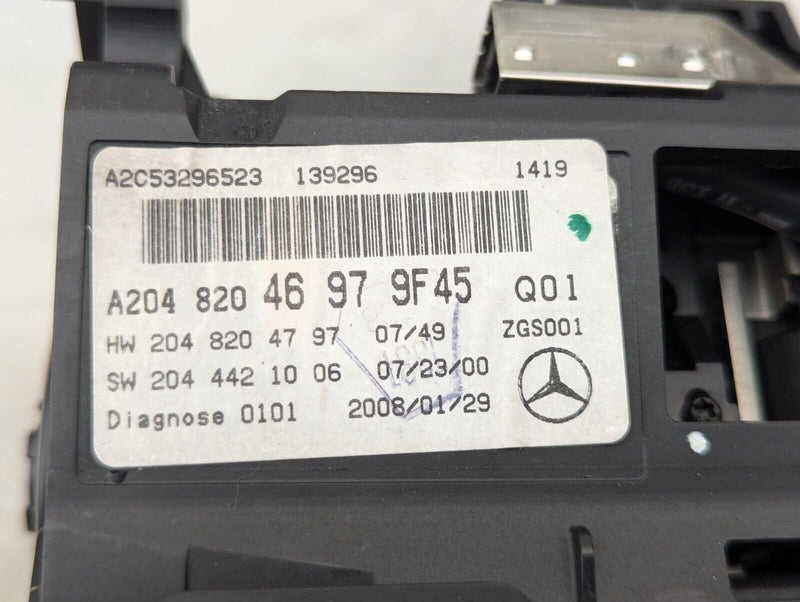 A2C53296523 139296 1419
A204 820 46 97 9F45 Q01
HW 204 820 47 97 07/49 ZGS001
SW 204 442 10 06 07/23/00
Diagnose 0101 2008/01/29